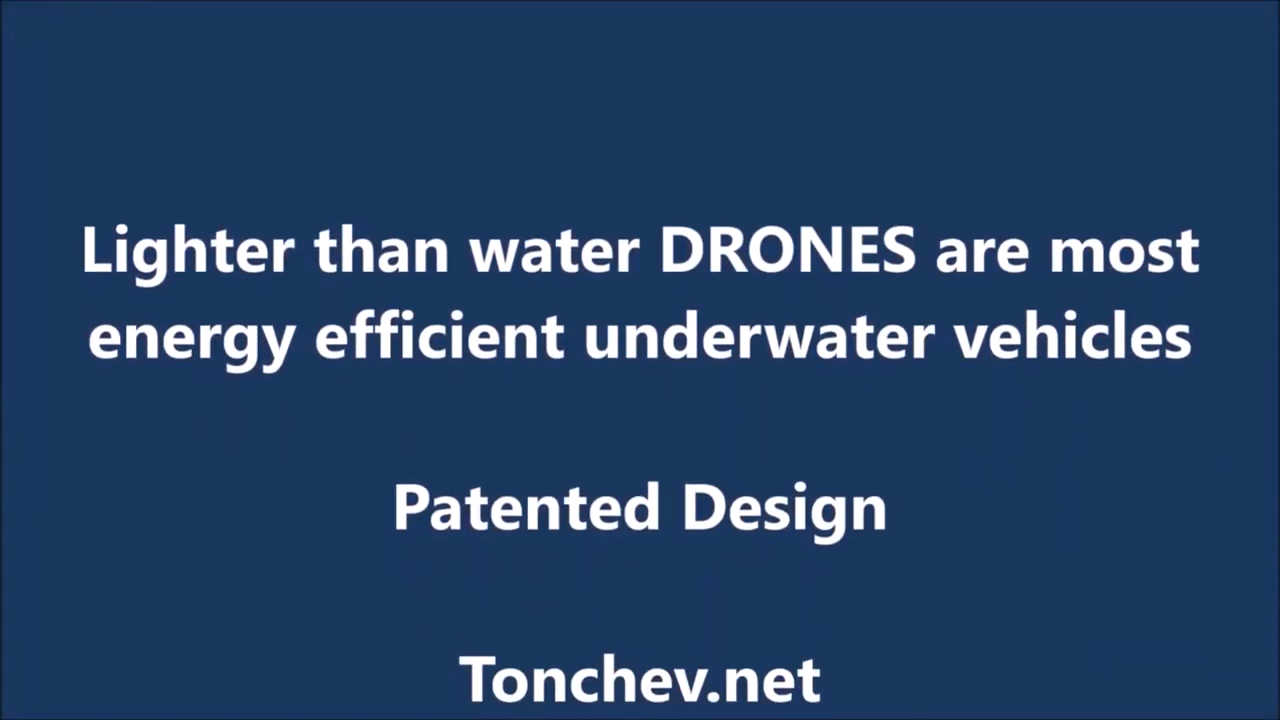 Lighter than water DRONES are most
energy efficient underwater vehicles
Patented Design
Tonchev.net